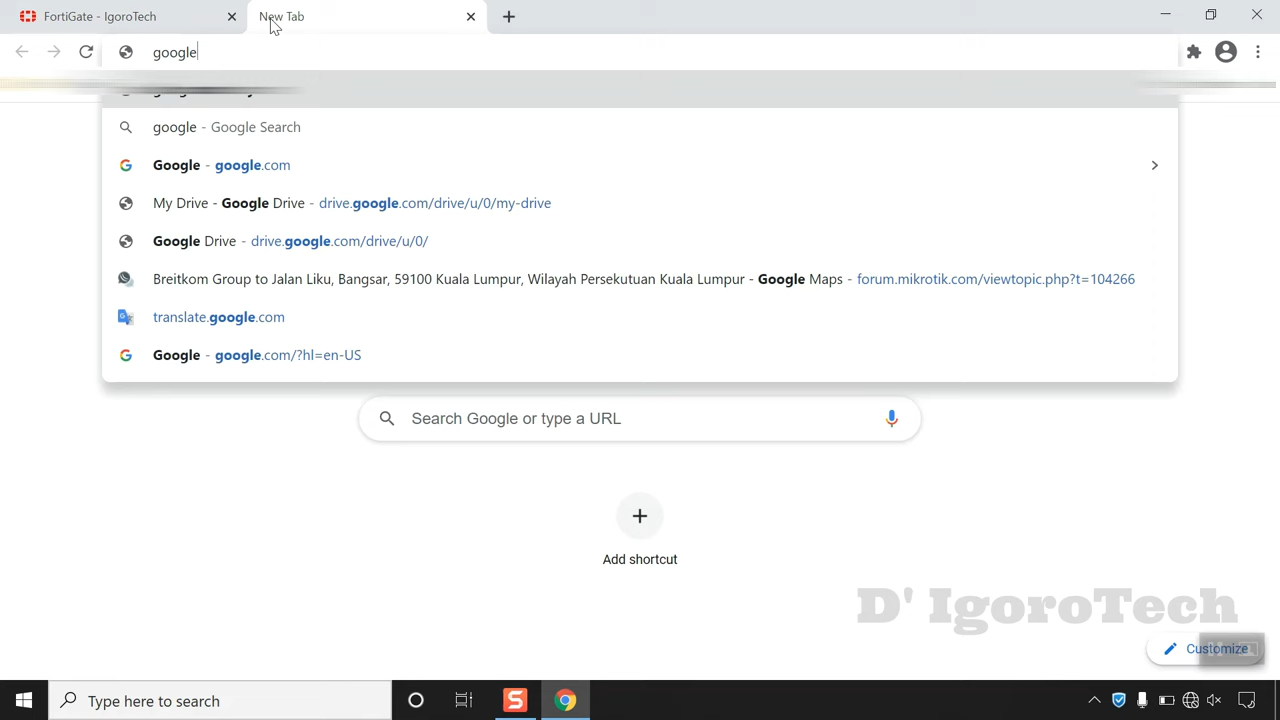 FortiGate - IgoroTech
New Tab
google
google - Google Search
Google - google.com
My Drive - Google Drive - drive.google.com/drive/u/0/my-drive
Google Drive - drive.google.com/drive/u/0/
Breitkom Group to Jalan Liku, Bangsar, 59100 Kuala Lumpur, Wilayah Persekutuan Kuala Lumpur - Google Maps - forum.mikrotik.com/viewtopic.php?t=104266
translate.google.com
Google - google.com/?hl=en-US
Search Google or type a URL
Add shortcut
D' IgoroTech
Customize
Type here to search